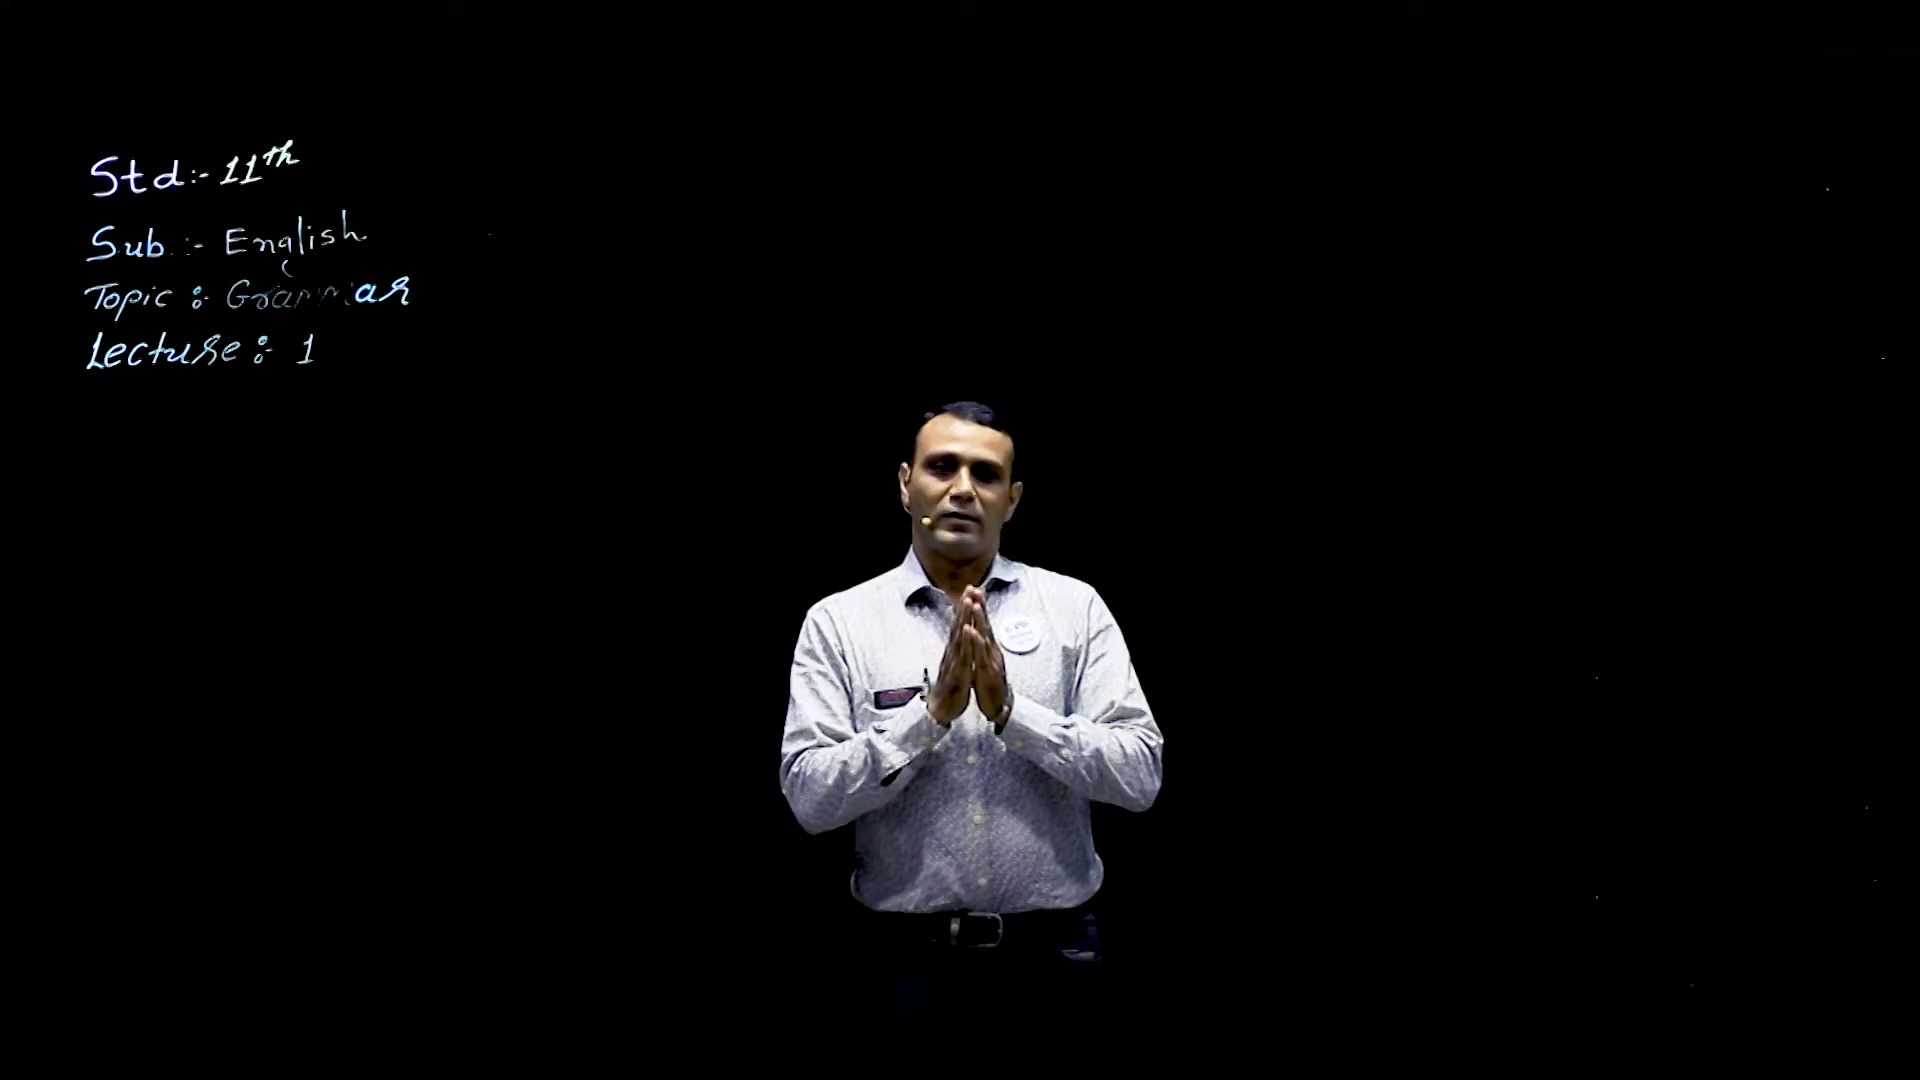 Std:- 11th
Sub :- English
Topic :- Grammar
Lecture :- 1